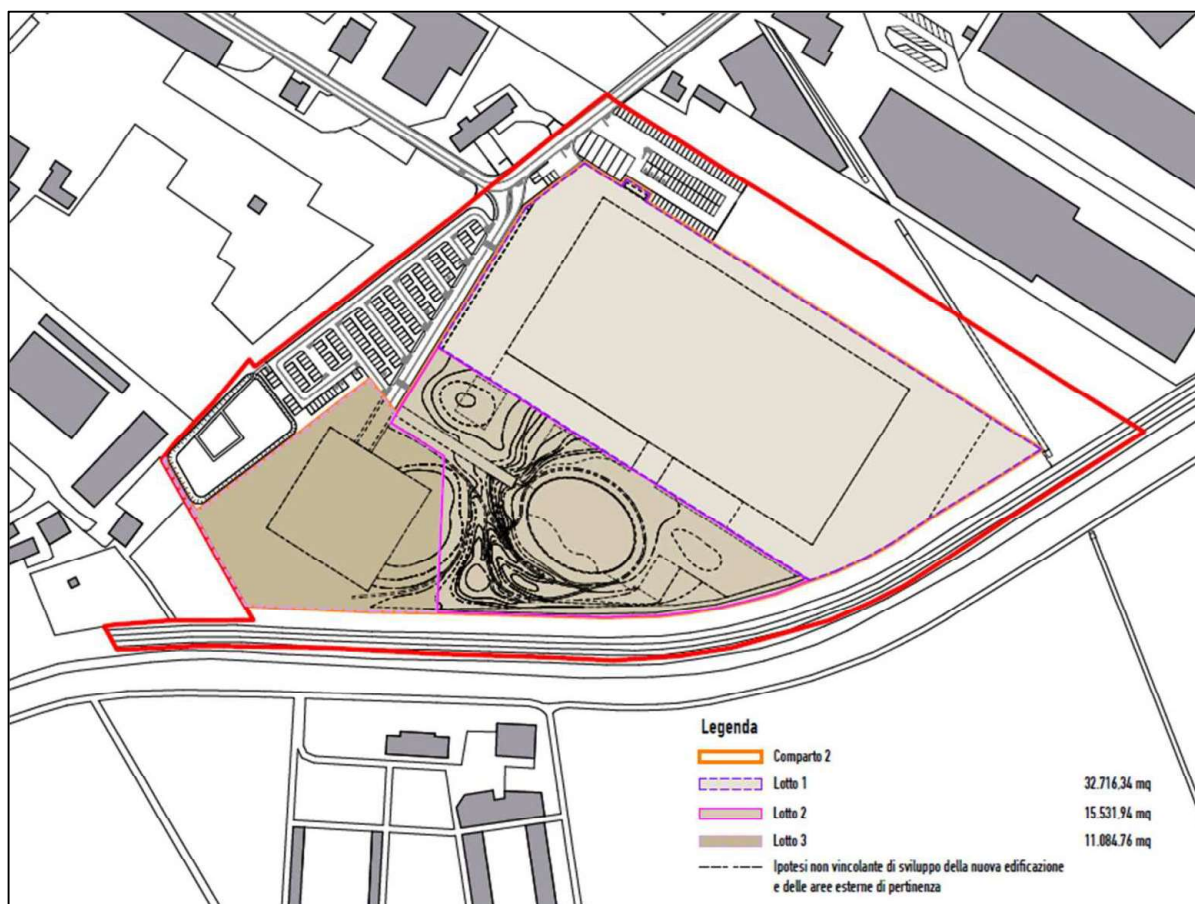 Legenda
Comparto 2
Lotto 1 32.716,34 mq
Lotto 2 15.531,94 mq
Lotto 3 11.084,76 mq
Ipotesi non vincolante di sviluppo della nuova edificazione
e delle aree esterne di pertinenza